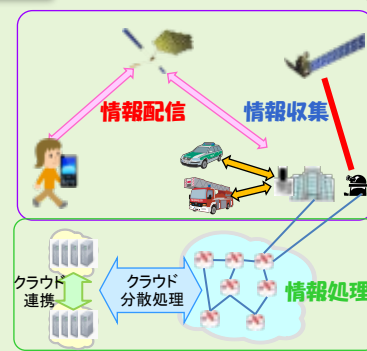 情報配信
情報収集
クラウド
連携
クラウド
分散処理
情報処理